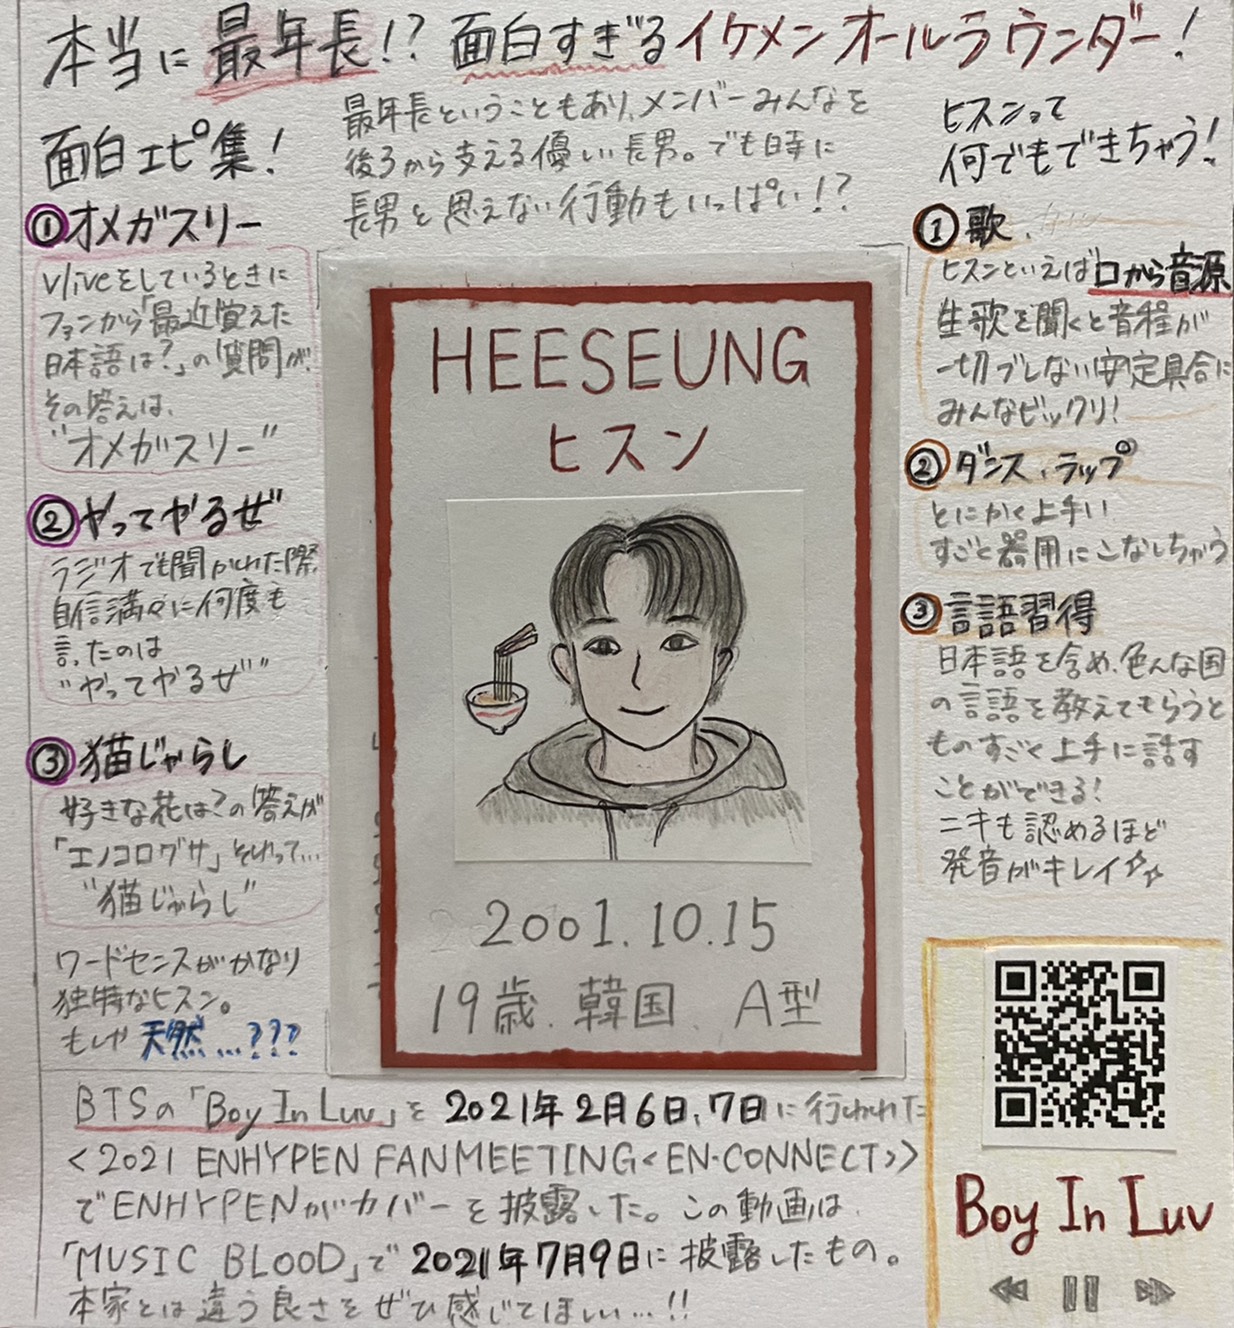 本当に最年長!? 面白すぎるイケメンオールラウンダー!
最年長ということもあり、メンバーみんなを
後ろから支える優しい長男。でも時に
長男と思えない行動もいっぱい!?
面白エピ集!
①オメガスリー
Vliveをしているときに
ファンから「最近覚えた
日本語は?」の質問が!
その答えは、
"オメガスリー"
②やってやるぜ
ラジオでも聞かれた際
自信満々に何度も
言ったのは
"やってやるぜ"
③猫じゃらし
好きな花は?の答えが
「エノコログサ」それって…
"猫じゃらし"
ワードセンスがかなり
独特なヒスン。
もしや天然…???
HEESEUNG
ヒスン
2001.10.15
19歳.韓国.A型
ヒスンって
何でもできちゃう!
①歌.
ヒスンといえば口から音源
生歌を聞くと音程が
一切ブレない安定具合に
みんなビックリ!
②ダンス、ラップ
とにかく上手い
すごと器用にこなしちゃう
③言語習得
日本語を含め、色んな国
の言語を教えてもらうと
ものすごく上手に話す
ことができる!
ニキも認めるほど
発音がキレイ☆☆
BTSの「Boy In Luv」を2021年2月6日、7日に行われた
<2021 ENHYPEN FANMEETING<EN-CONNECT>>
でENHYPENがカバーを披露した。この動画は、
「MUSIC BLOOD」で2021年7月9日に披露したもの。
本家とは違う良さをぜひ感じてほしい…!!
Boy In Luv